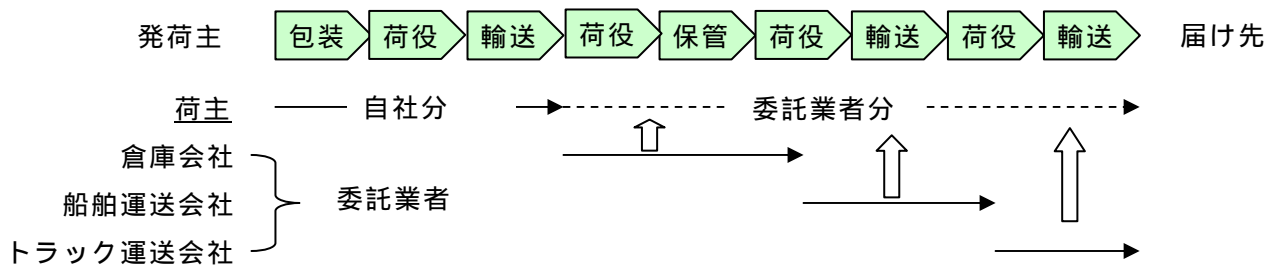 発荷主 包装 荷役 輸送 荷役 保管 荷役 輸送 荷役 輸送 届け先
荷主 自社分 委託業者分
倉庫会社
船舶運送会社 委託業者
トラック運送会社